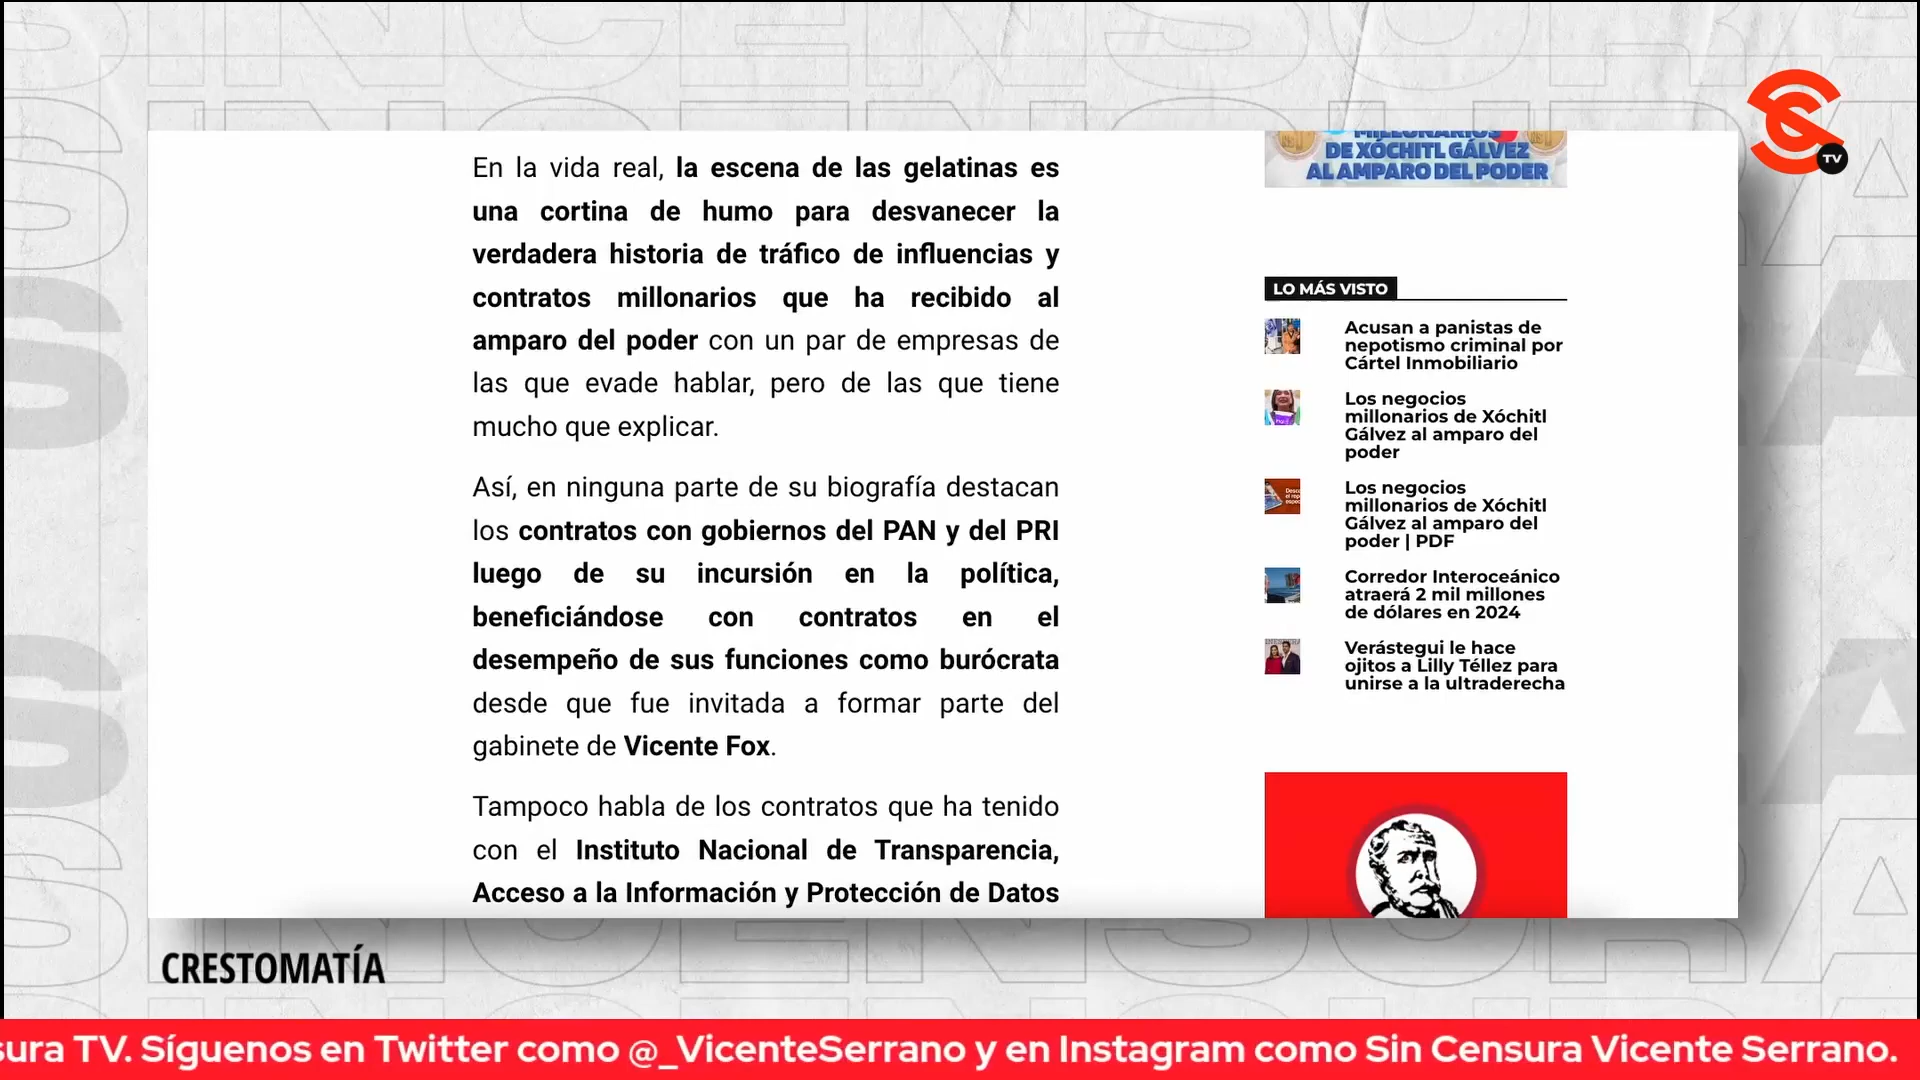 MILLONARIOS
DE XÓCHITL GÁLVEZ
AL AMPARO DEL PODER
TV
En la vida real, la escena de las gelatinas es
una cortina de humo para desvanecer la
verdadera historia de tráfico de influencias y
contratos millonarios que ha recibido al
amparo del poder con un par de empresas de
las que evade hablar, pero de las que tiene
mucho que explicar.
Así, en ninguna parte de su biografía destacan
los contratos con gobiernos del PAN y del PRI
luego de su incursión en la política,
beneficiándose con contratos en el
desempeño de sus funciones como burócrata
desde que fue invitada a formar parte del
gabinete de Vicente Fox.
Tampoco habla de los contratos que ha tenido
con el Instituto Nacional de Transparencia,
Acceso a la Información y Protección de Datos
LO MÁS VISTO
Acusan a panistas de
nepotismo criminal por
Cártel Inmobiliario
Los negocios
millonarios de Xóchitl
Gálvez al amparo del
poder
Los negocios
millonarios de Xóchitl
Gálvez al amparo del
poder | PDF
Corredor Interoceánico
atraerá 2 mil millones
de dólares en 2024
Verástegui le hace
ojitos a Lilly Téllez para
unirse a la ultraderecha
CRESTOMATÍA
sura TV. Síguenos en Twitter como @_VicenteSerrano y en Instagram como Sin Censura Vicente Serrano.